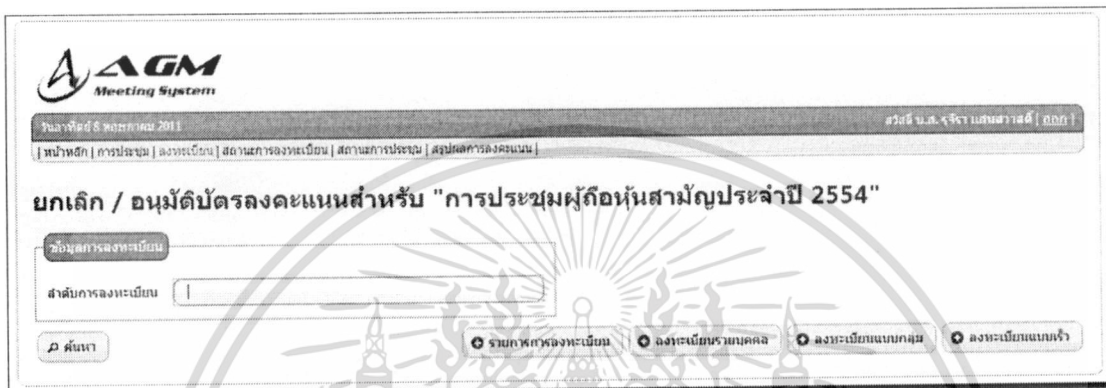 AGM
Meeting System
วันอาทิตย์ 8 พฤษภาคม 2011
สวัสดี น.ส. รุจิรา แสนสวาสดิ์ | ออก |
| หน้าหลัก | การประชุม | ลงทะเบียน | สถานะการลงทะเบียน | สถานะการประชุม | สรุปผลการลงคะแนน |
ยกเลิก / อนุมัติบัตรลงคะแนนสำหรับ "การประชุมผู้ถือหุ้นสามัญประจำปี 2554"
ข้อมูลการลงทะเบียน
ลำดับการลงทะเบียน
ค้นหา
รายการการลงทะเบียน
ลงทะเบียนรายบุคคล
ลงทะเบียนแบบกลุ่ม
ลงทะเบียนแบบเร็ว